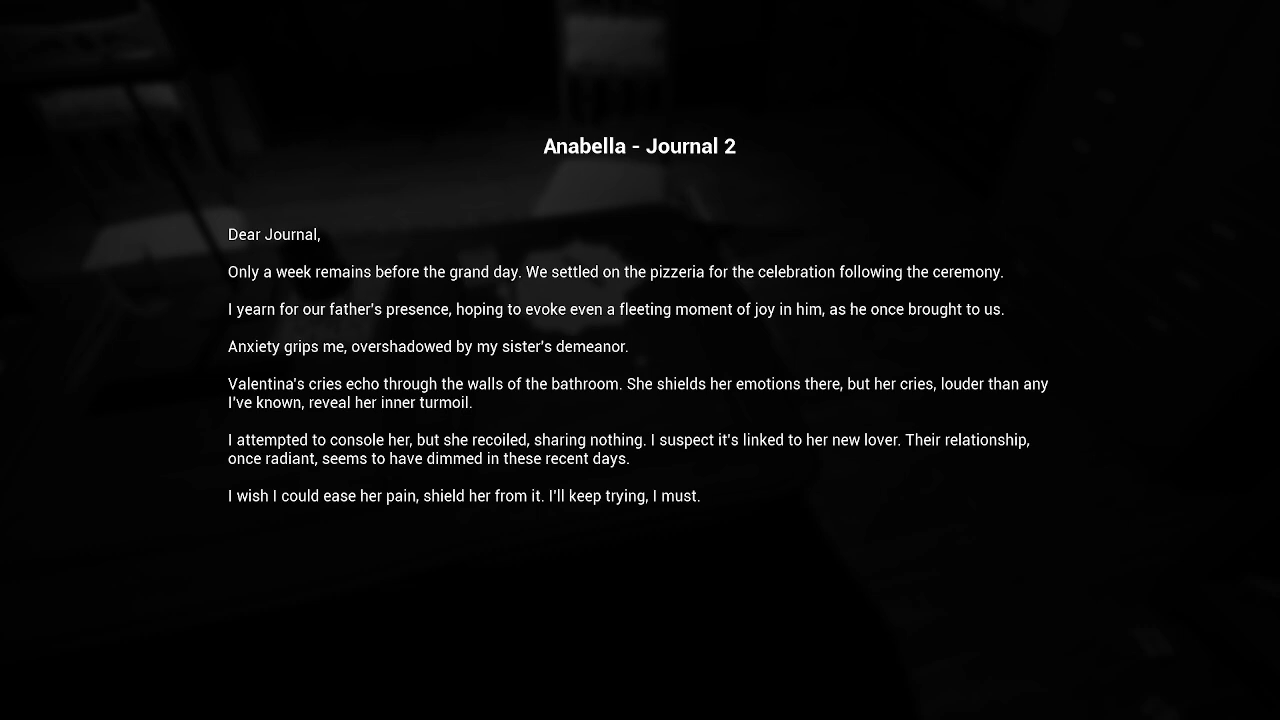 Anabella - Journal 2
Dear Journal,
Only a week remains before the grand day. We settled on the pizzeria for the celebration following the ceremony.
I yearn for our father's presence, hoping to evoke even a fleeting moment of joy in him, as he once brought to us.
Anxiety grips me, overshadowed by my sister's demeanor.
Valentina's cries echo through the walls of the bathroom. She shields her emotions there, but her cries, louder than any
I've known, reveal her inner turmoil.
I attempted to console her, but she recoiled, sharing nothing. I suspect it's linked to her new lover. Their relationship,
once radiant, seems to have dimmed in these recent days.
I wish I could ease her pain, shield her from it. I'll keep trying, I must.